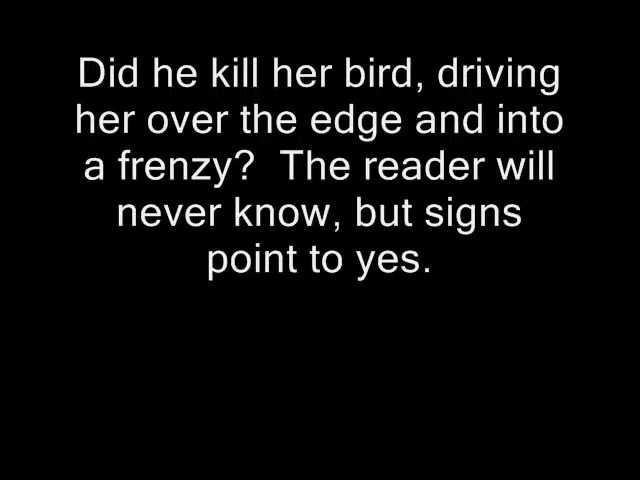 Did he kill her bird, driving
her over the edge and into
a frenzy?  The reader will
never know, but signs
point to yes.